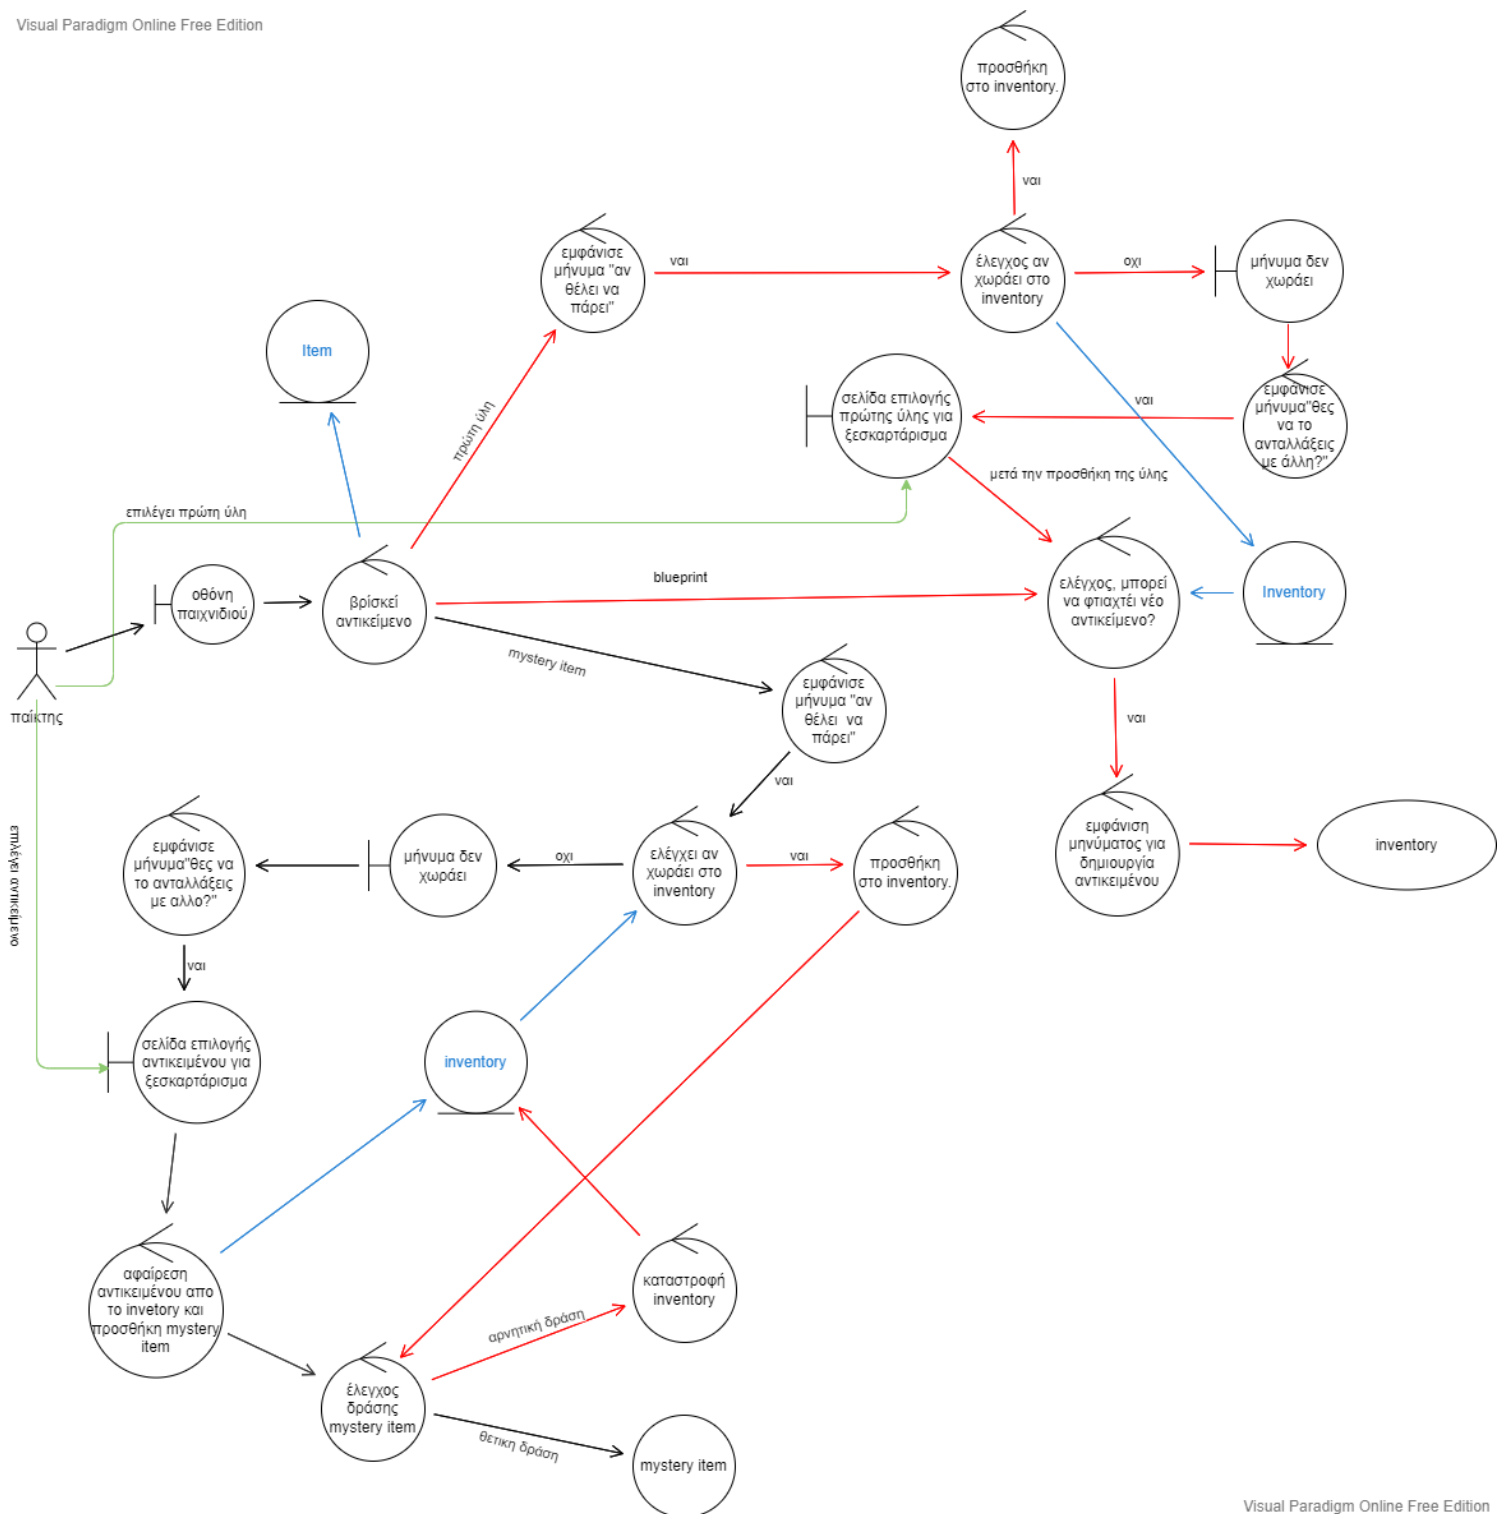 Visual Paradigm Online Free Edition
προσθήκη
στο inventory.
ναι
εμφάνισε
μήνυμα "αν
θέλει να
πάρει"
ναι
έλεγχος αν
χωράει στο
inventory
οχι
μήνυμα δεν
χωράει
Item
πρώτη ύλη
σελίδα επιλογής
πρώτης ύλης για
ξεσκαρτάρισμα
ναι
εμφάνισε
μήνυμα"θες
να το
ανταλλάξεις
με άλλη?"
μετά την προσθήκη της ύλης
επιλέγει πρώτη ύλη
οθόνη
παιχνιδιού
βρίσκεί
αντικείμενο
blueprint
ελέγχος, μπορεί
να φτιαχτέι νέο
αντικείμενο?
Inventory
mystery item
παίκτης
εμφάνισε
μήνυμα "αν
θέλει  να
πάρει"
ναι
ναι
επιλέγει αντικείμενο
εμφάνισε
μήνυμα"θες να
το ανταλλάξεις
με αλλο?"
μήνυμα δεν
χωράει
οχι
ελέγχει αν
χωράει στο
inventory
ναι
προσθήκη
στο inventory.
εμφάνιση
μηνύματος για
δημιουργία
αντικειμένου
inventory
ναι
σελίδα επιλογής
αντικειμένου για
ξεσκαρτάρισμα
inventory
αφαίρεση
αντικειμένου απο
το invetory και
προσθήκη mystery
item
καταστροφή
inventory
αρνητική δράση
έλεγχος
δράσης
mystery item
θετικη δράση
mystery item
Visual Paradigm Online Free Edition